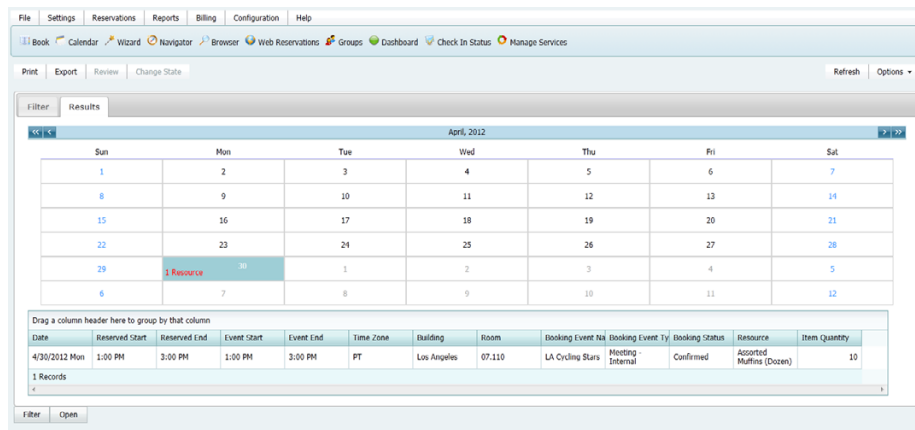 File Settings Reservations Reports Billing Configuration Help
Book Calendar Wizard Navigator Browser Web Reservations Groups Dashboard Check In Status Manage Services
Print Export Review Change State Refresh Options
Filter Results
April, 2012
Sun Mon Tue Wed Thu Fri Sat
1 2 3 4 5 6 7
8 9 10 11 12 13 14
15 16 17 18 19 20 21
22 23 24 25 26 27 28
29 30 1 2 3 4 5
1 Resource
6 7 8 9 10 11 12
Drag a column header here to group by that column
Date Reserved Start Reserved End Event Start Event End Time Zone Building Room Booking Event Na Booking Event Ty Booking Status Resource Item Quantity
4/30/2012 Mon 1:00 PM 3:00 PM 1:00 PM 3:00 PM PT Los Angeles 07.110 LA Cycling Stars Meeting - Confirmed Assorted 10
Internal Muffins (Dozen)
1 Records
Filter Open